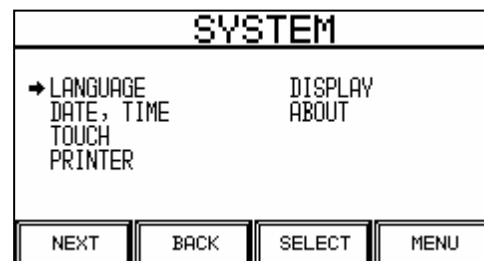 SYSTEM
LANGUAGE
DATE, TIME
TOUCH
PRINTER
DISPLAY
ABOUT
NEXT
BACK
SELECT
MENU